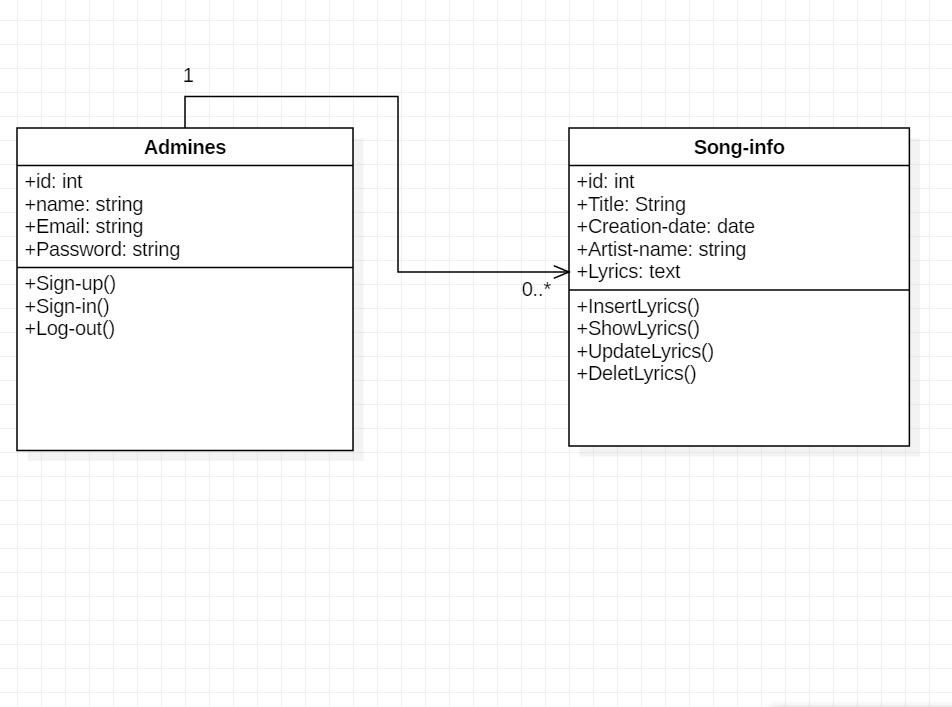 1
Admines
+id: int
+name: string
+Email: string
+Password: string
+Sign-up()
+Sign-in()
+Log-out()
0..*
Song-info
+id: int
+Title: String
+Creation-date: date
+Artist-name: string
+Lyrics: text
+InsertLyrics()
+ShowLyrics()
+UpdateLyrics()
+DeletLyrics()